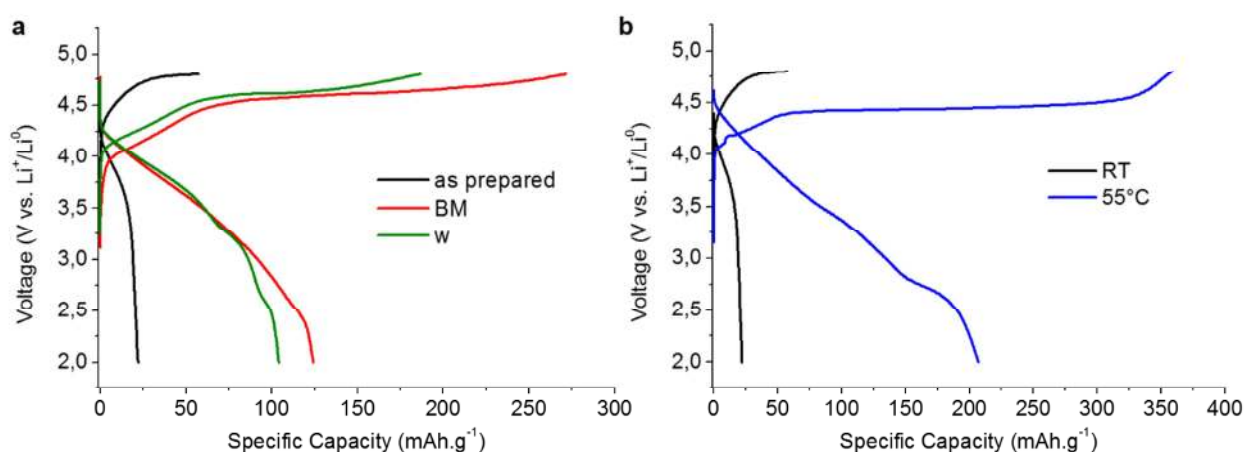 a
5,0
4,5
4,0
3,5
3,0
2,5
2,0
Voltage (V vs. Li⁺/Li⁰)
as prepared
BM
w
0 50 100 150 200 250 300
Specific Capacity (mAh.g⁻¹)
b
5,0
4,5
4,0
3,5
3,0
2,5
2,0
Voltage (V vs. Li⁺/Li⁰)
RT
55°C
0 50 100 150 200 250 300 350 400
Specific Capacity (mAh.g⁻¹)